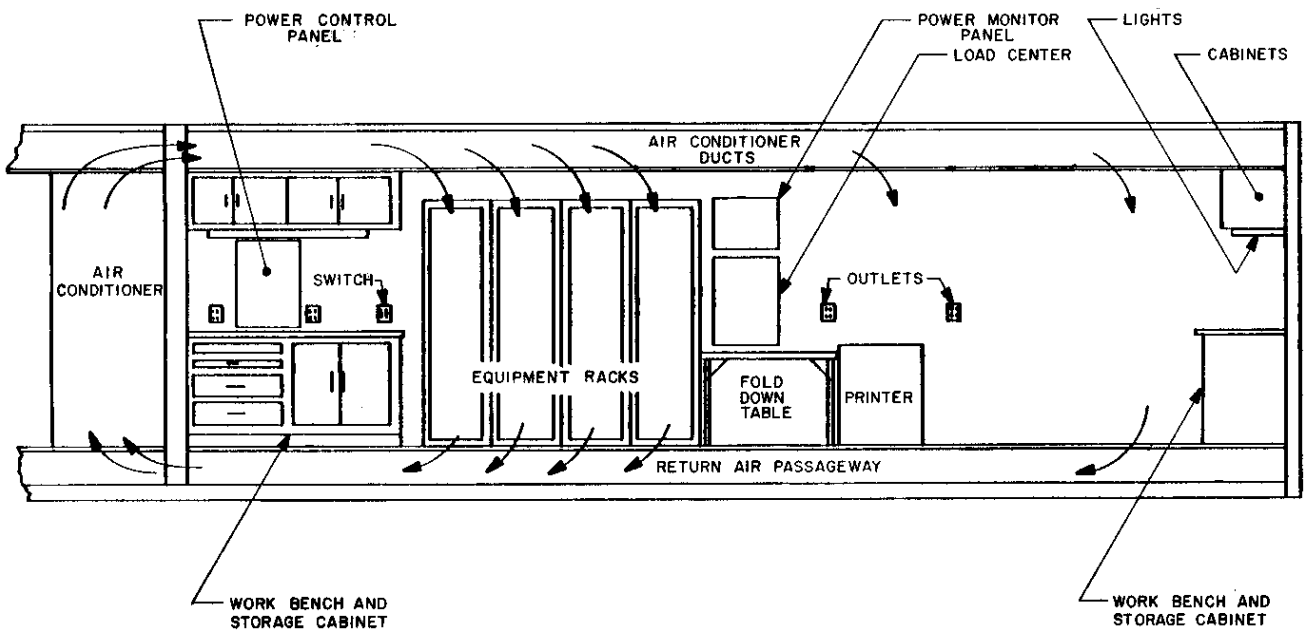 POWER CONTROL
PANEL
POWER MONITOR
PANEL
LOAD CENTER
LIGHTS
CABINETS
AIR CONDITIONER
DUCTS
AIR
CONDITIONER
SWITCH
OUTLETS
EQUIPMENT RACKS
FOLD
DOWN
TABLE
PRINTER
RETURN AIR PASSAGEWAY
WORK BENCH AND
STORAGE CABINET
WORK BENCH AND
STORAGE CABINET